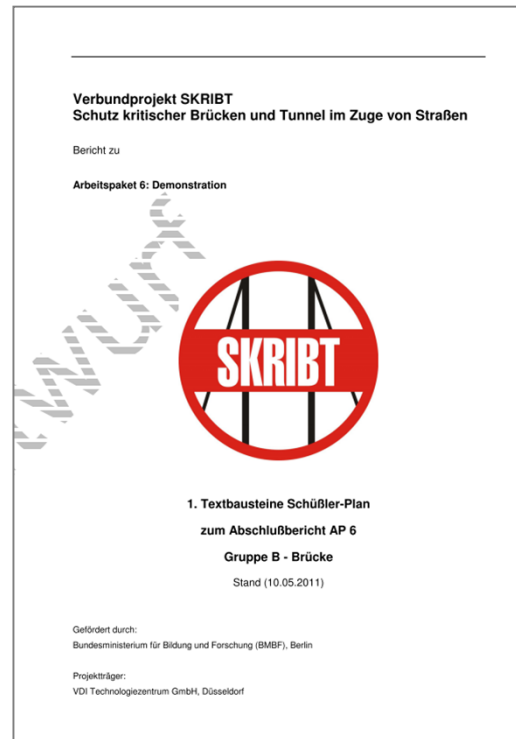 Verbundprojekt SKRIBT
Schutz kritischer Brücken und Tunnel im Zuge von Straßen
Bericht zu
Arbeitspaket 6: Demonstration
wurf
SKRIBT
1. Textbausteine Schüßler-Plan
zum Abschlußbericht AP 6
Gruppe B - Brücke
Stand (10.05.2011)
Gefördert durch:
Bundesministerium für Bildung und Forschung (BMBF), Berlin
Projektträger:
VDI Technologiezentrum GmbH, Düsseldorf